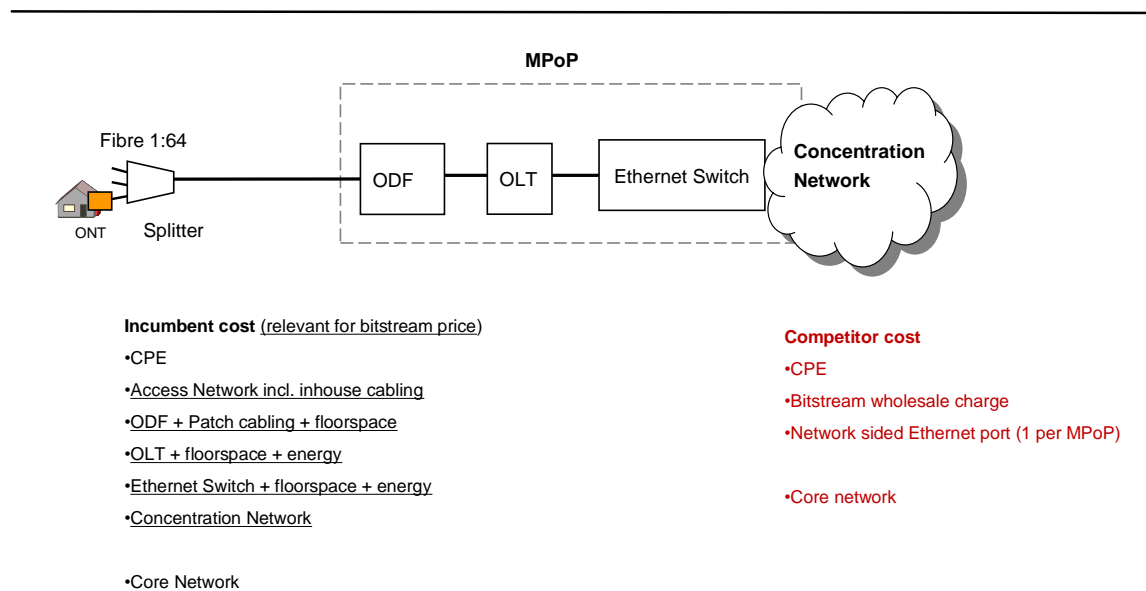 MPoP
Fibre 1:64
Concentration
Network
ODF
OLT
Ethernet Switch
ONT
Splitter
Incumbent cost (relevant for bitstream price)
•CPE
•Access Network incl. inhouse cabling
•ODF + Patch cabling + floorspace
•OLT + floorspace + energy
•Ethernet Switch + floorspace + energy
•Concentration Network
•Core Network
Competitor cost
•CPE
•Bitstream wholesale charge
•Network sided Ethernet port (1 per MPoP)
•Core network